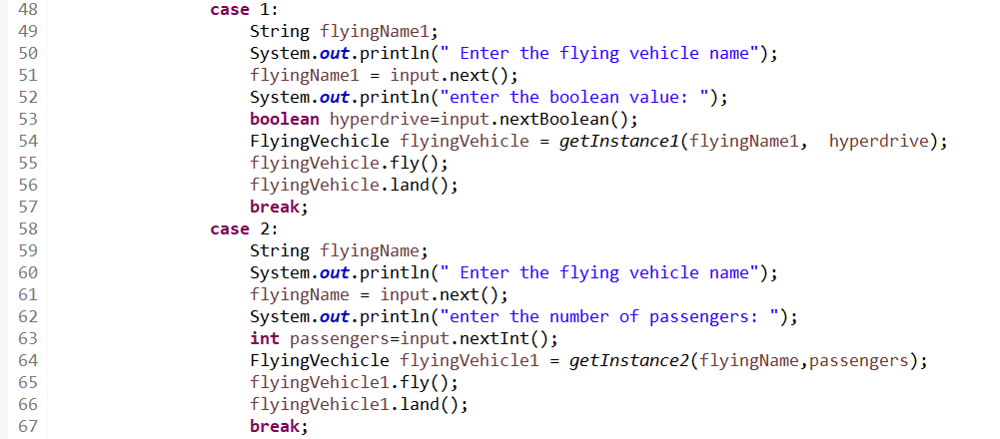 48 case 1:
49 String flyingName1;
50 System.out.println(" Enter the flying vehicle name");
51 flyingName1 = input.next();
52 System.out.println("enter the boolean value: ");
53 boolean hyperdrive=input.nextBoolean();
54 FlyingVechicle flyingVehicle = getInstance1(flyingName1,  hyperdrive);
55 flyingVehicle.fly();
56 flyingVehicle.land();
57 break;
58 case 2:
59 String flyingName;
60 System.out.println(" Enter the flying vehicle name");
61 flyingName = input.next();
62 System.out.println("enter the number of passengers: ");
63 int passengers=input.nextInt();
64 FlyingVechicle flyingVehicle1 = getInstance2(flyingName,passengers);
65 flyingVehicle1.fly();
66 flyingVehicle1.land();
67 break;